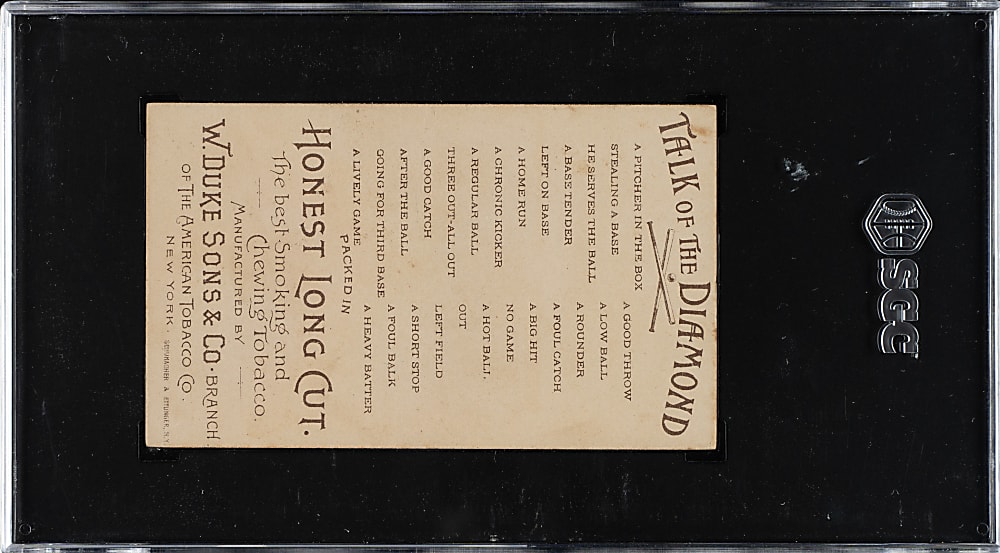 TALK OF THE DIAMOND
A PITCHER IN THE BOX
A GOOD THROW
STEALING A BASE
A LOW BALL
HE SERVES THE BALL
A ROUNDER
A BASE TENDER
A FOUL CATCH
LEFT ON BASE
A BIG HIT
A HOME RUN
NO GAME
A CHRONIC KICKER
A HOT BALL.
A REGULAR BALL
OUT
THREE OUT-ALL OUT
LEFT FIELD
A GOOD CATCH
A SHORT STOP
AFTER THE BALL
A FOUL BALK
GOING FOR THIRD BASE
A HEAVY BATTER
A LIVELY GAME
PACKED IN
HONEST LONG CUT.
The best Smoking and
Chewing Tobacco.
MANUFACTURED BY
W. DUKE SONS & CO. BRANCH
OF THE AMERICAN TOBACCO CO.
NEW YORK.
SCHUMACHER & ETTLINGER, N.Y.
SGC